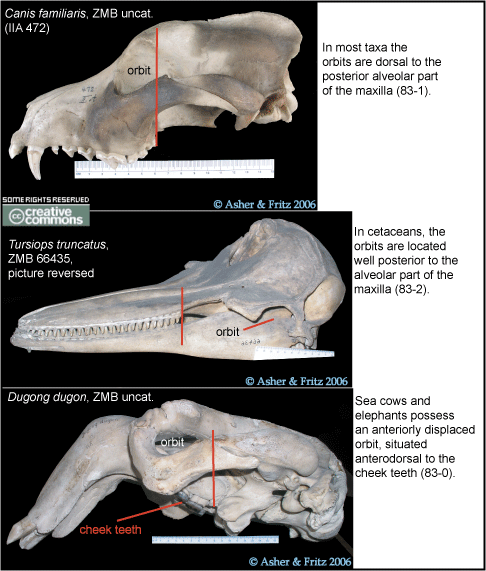 Canis familiaris, ZMB uncat.
(IIA 472)
orbit
In most taxa the
orbits are dorsal to the
posterior alveolar part
of the maxilla (83-1).
© Asher & Fritz 2006
SOME RIGHTS RESERVED
cc creative
commons
Tursiops truncatus,
ZMB 66435,
picture reversed
orbit
In cetaceans, the
orbits are located
well posterior to the
alveolar part of the
maxilla (83-2).
© Asher & Fritz 2006
Dugong dugon, ZMB uncat.
orbit
cheek teeth
Sea cows and
elephants possess
an anteriorly displaced
orbit, situated
anterodorsal to the
cheek teeth (83-0).
© Asher & Fritz 2006